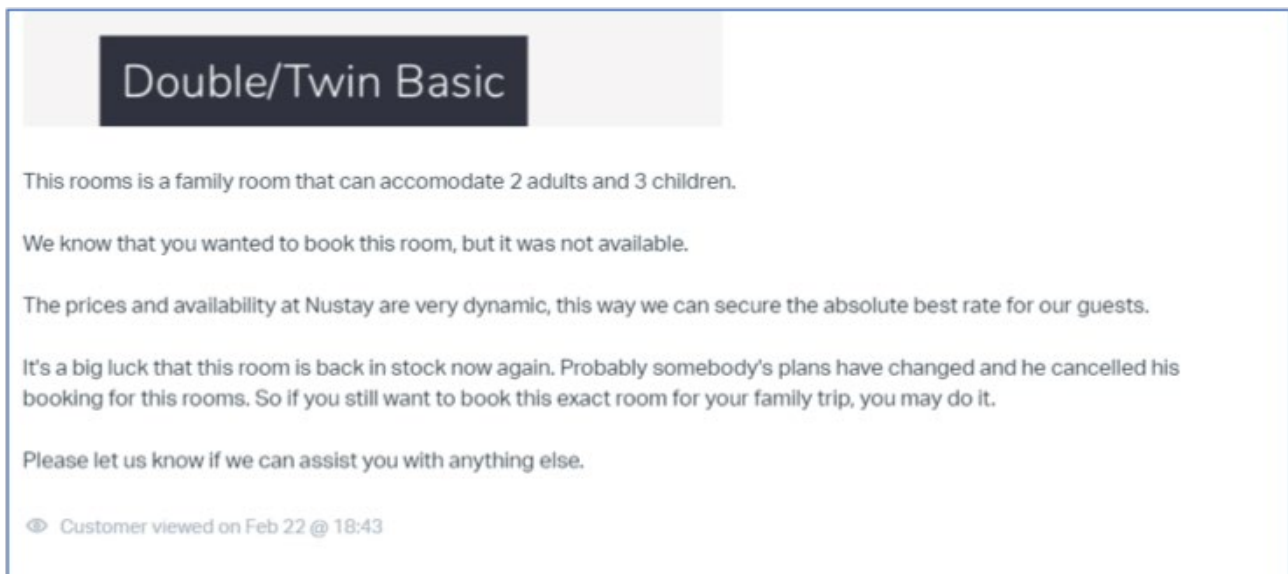 Double/Twin Basic
This rooms is a family room that can accomodate 2 adults and 3 children.
We know that you wanted to book this room, but it was not available.
The prices and availability at Nustay are very dynamic, this way we can secure the absolute best rate for our guests.
It's a big luck that this room is back in stock now again. Probably somebody's plans have changed and he cancelled his
booking for this rooms. So if you still want to book this exact room for your family trip, you may do it.
Please let us know if we can assist you with anything else.
Customer viewed on Feb 22 @ 18:43